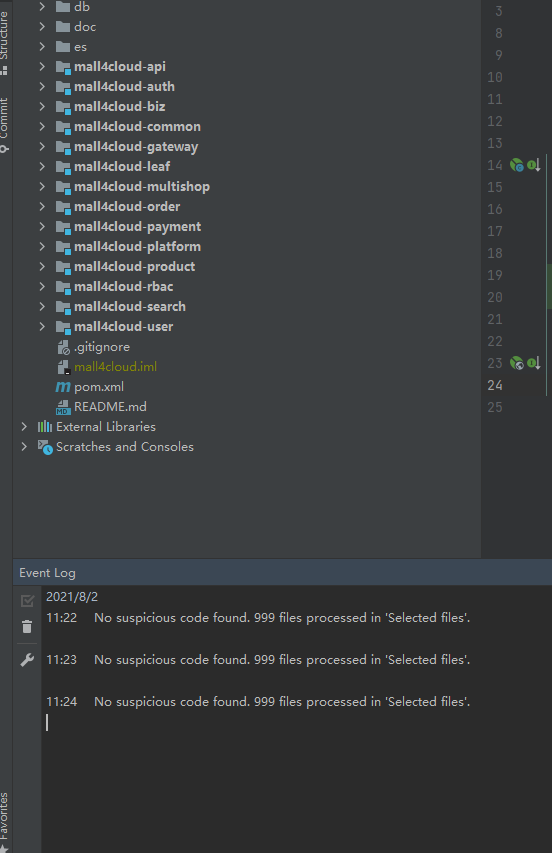 Structure
Commit
db
doc
es
mall4cloud-api
mall4cloud-auth
mall4cloud-biz
mall4cloud-common
mall4cloud-gateway
mall4cloud-leaf
mall4cloud-multishop
mall4cloud-order
mall4cloud-payment
mall4cloud-platform
mall4cloud-product
mall4cloud-rbac
mall4cloud-search
mall4cloud-user
.gitignore
mall4cloud.iml
m pom.xml
MD README.md
External Libraries
Scratches and Consoles
3
8
9
10
11
12
13
14
15
16
17
18
19
20
21
22
23
24
25
Event Log
2021/8/2
11:22 No suspicious code found. 999 files processed in 'Selected files'.
11:23 No suspicious code found. 999 files processed in 'Selected files'.
11:24 No suspicious code found. 999 files processed in 'Selected files'.
Favorites